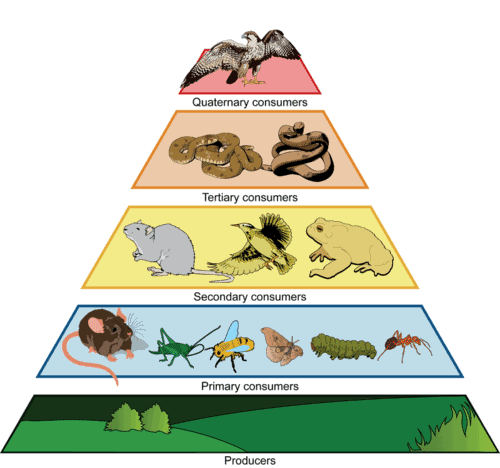 Quaternary consumers
Tertiary consumers
Secondary consumers
Primary consumers
Producers